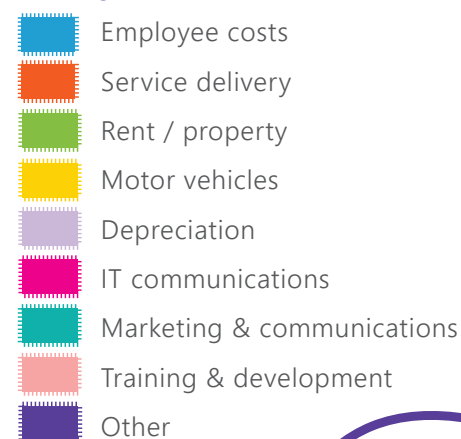 Employee costs
Service delivery
Rent / property
Motor vehicles
Depreciation
IT communications
Marketing & communications
Training & development
Other